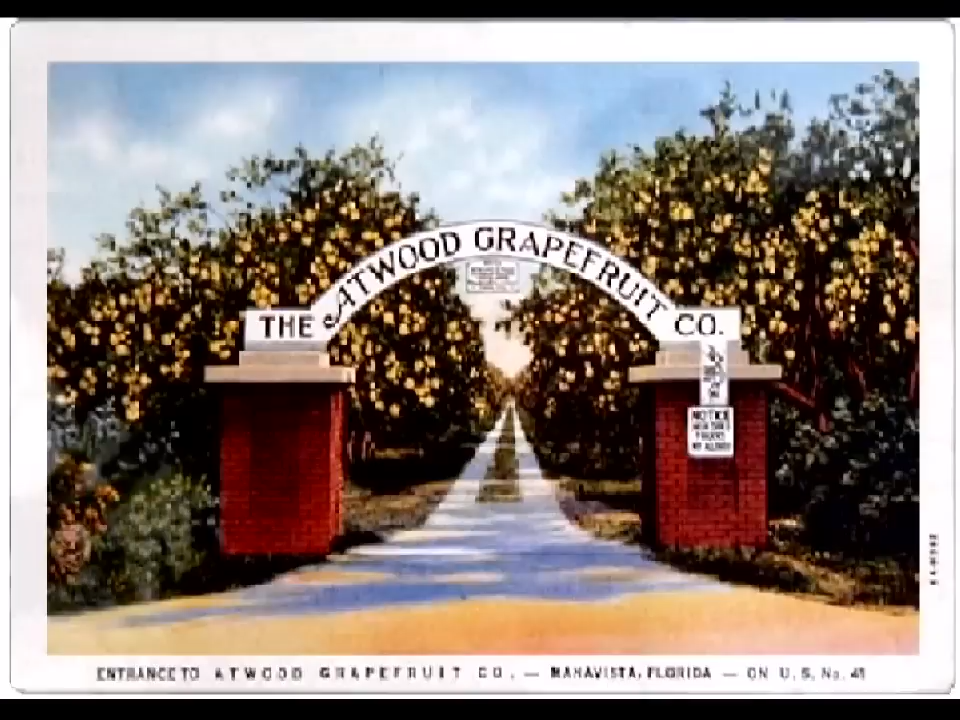 THE ATWOOD GRAPEFRUIT CO.
NOTICE
ENTRANCE TO ATWOOD GRAPEFRUIT CO. — MANAVISTA, FLORIDA — ON U.S. No. 41